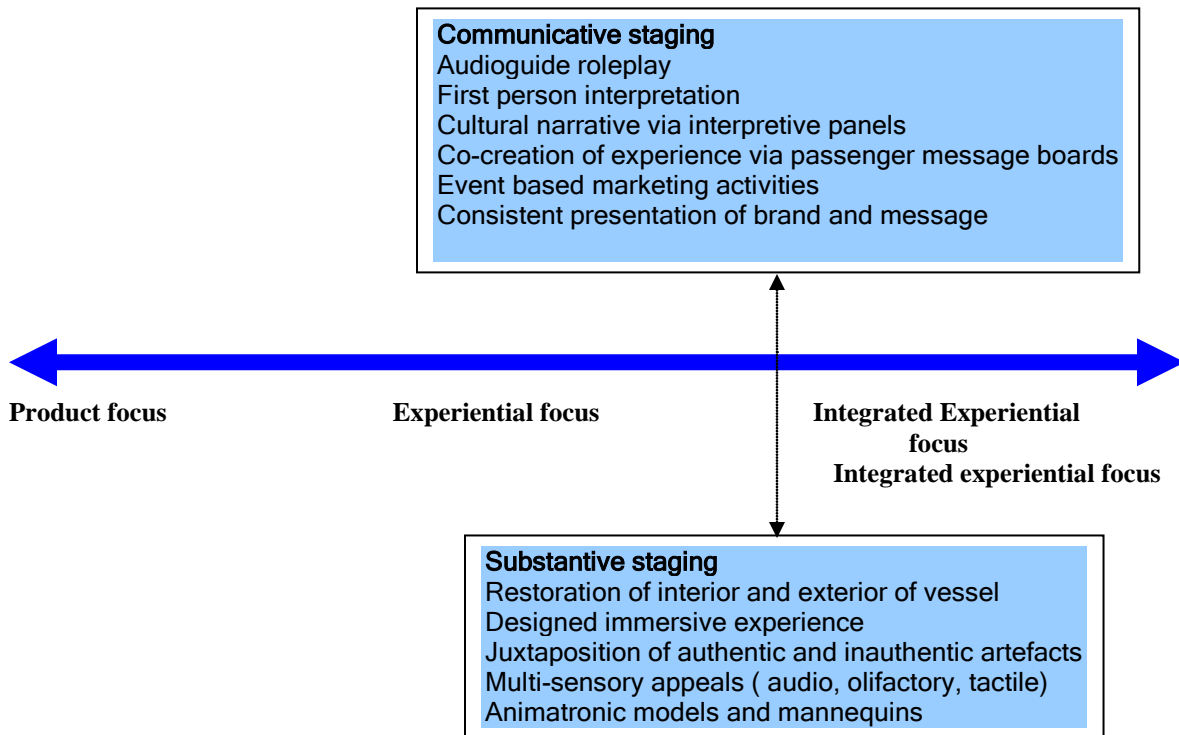 Communicative staging
Audioguide roleplay
First person interpretation
Cultural narrative via interpretive panels
Co-creation of experience via passenger message boards
Event based marketing activities
Consistent presentation of brand and message
Product focus
Experiential focus
Integrated Experiential
focus
Integrated experiential focus
Substantive staging
Restoration of interior and exterior of vessel
Designed immersive experience
Juxtaposition of authentic and inauthentic artefacts
Multi-sensory appeals ( audio, olfactory, tactile)
Animatronic models and mannequins